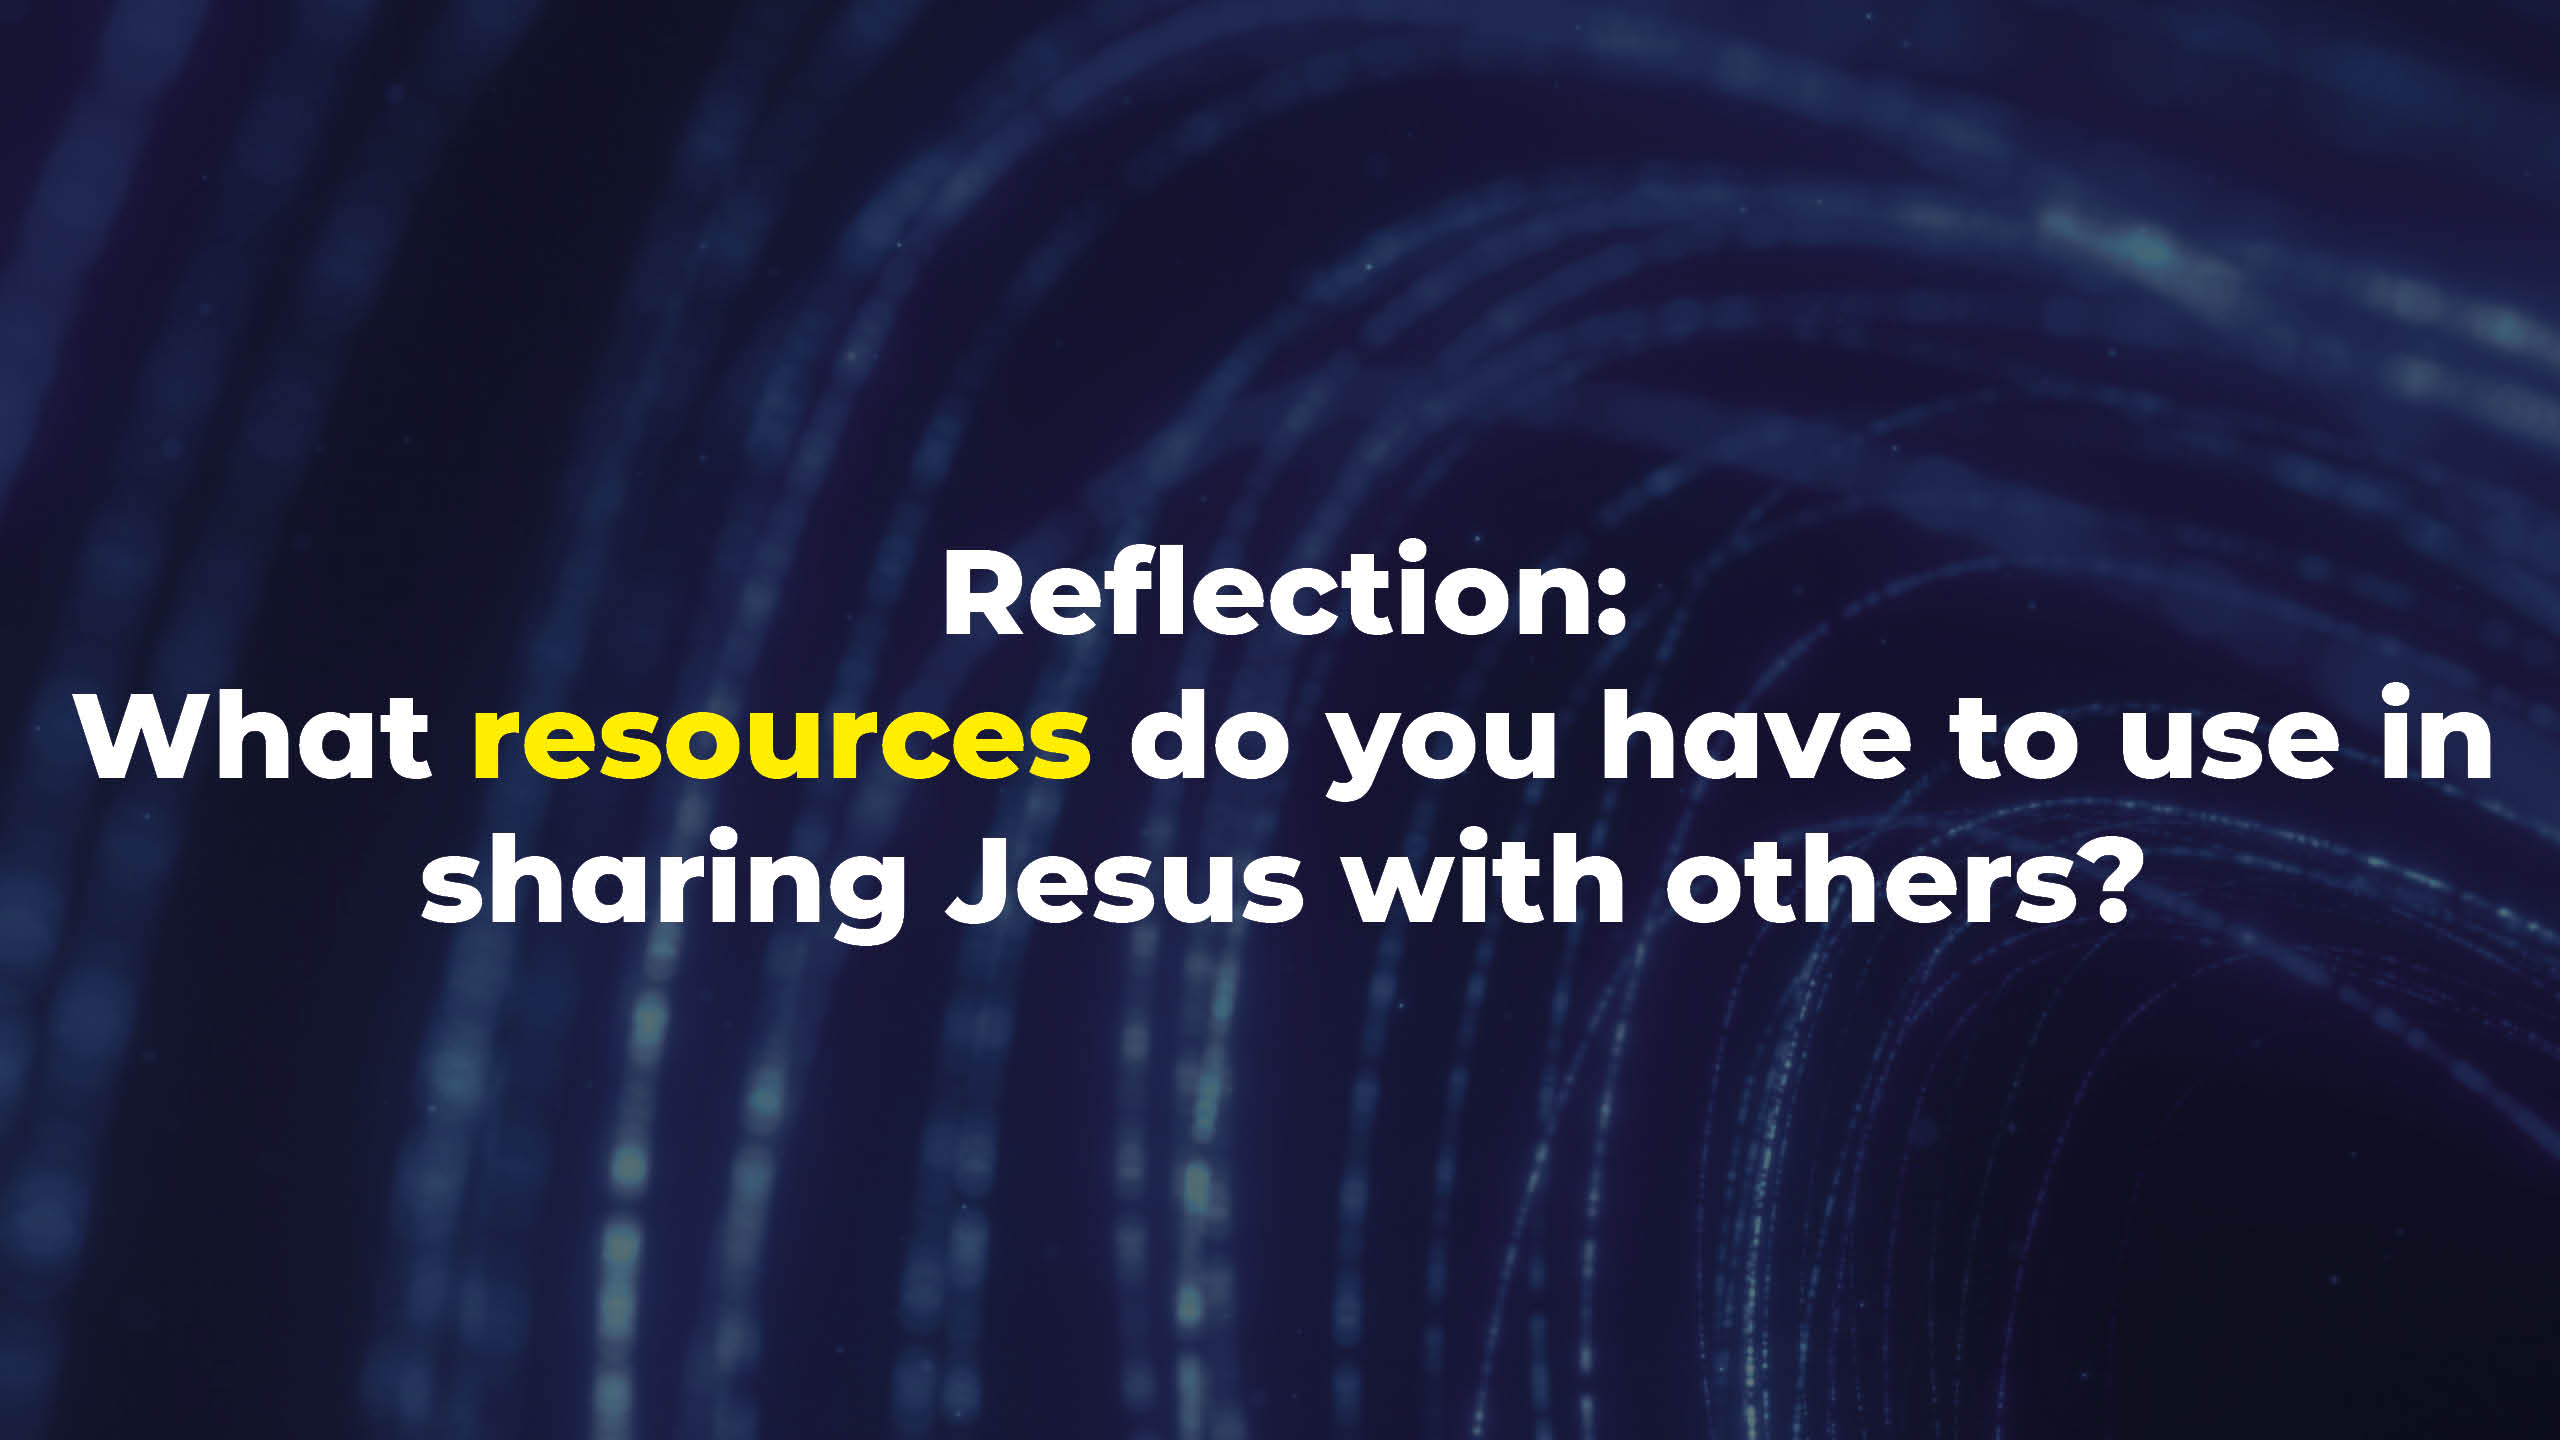 Reflection:
What resources do you have to use in
sharing Jesus with others?